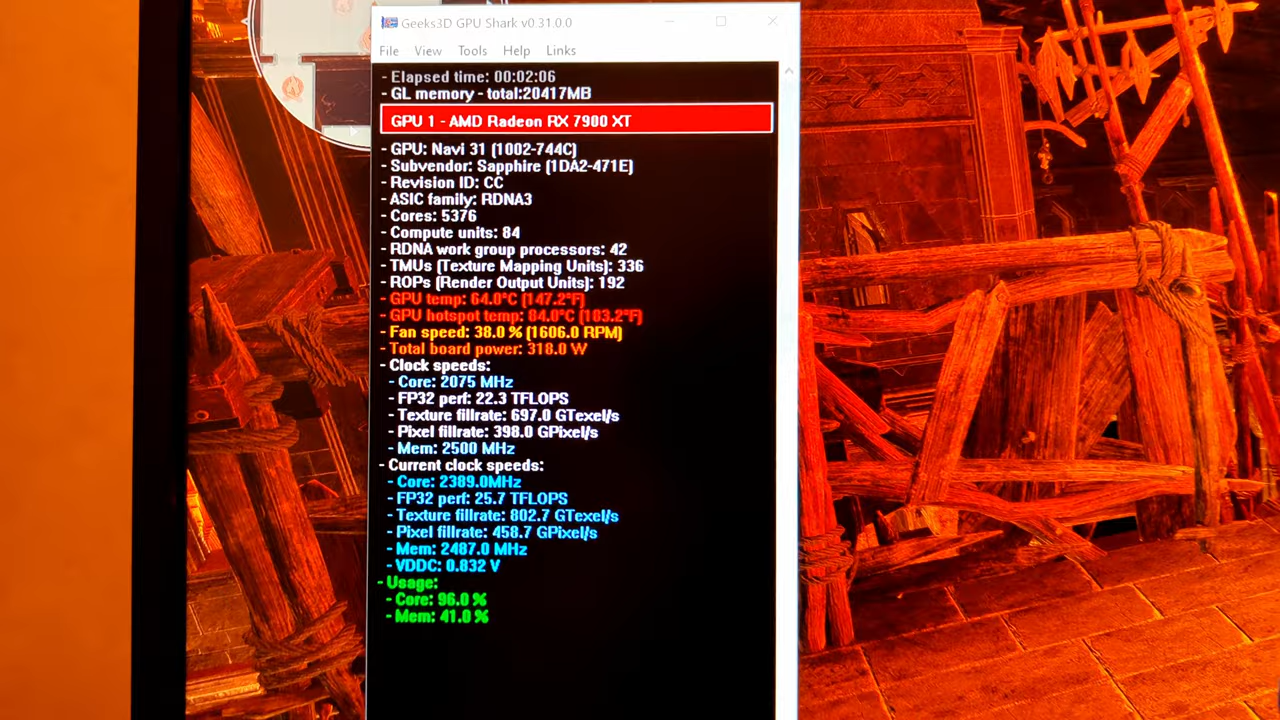 Geeks3D GPU Shark v0.31.0.0
File View Tools Help Links
- Elapsed time: 00:02:06
- GL memory - total:20417MB
GPU 1 - AMD Radeon RX 7900 XT
- GPU: Navi 31 (1002-744C)
- Subvendor: Sapphire (1DA2-471E)
- Revision ID: CC
- ASIC family: RDNA3
- Cores: 5376
- Compute units: 84
- RDNA work group processors: 42
- TMUs (Texture Mapping Units): 336
- ROPs (Render Output Units): 192
- GPU temp: 64.0°C (147.2°F)
- GPU hotspot temp: 84.0°C (183.2°F)
- Fan speed: 38.0 % (1606.0 RPM)
- Total board power: 318.0 W
- Clock speeds:
- Core: 2075 MHz
- FP32 perf: 22.3 TFLOPS
- Texture fillrate: 697.0 GTexel/s
- Pixel fillrate: 398.0 GPixel/s
- Mem: 2500 MHz
- Current clock speeds:
- Core: 2389.0MHz
- FP32 perf: 25.7 TFLOPS
- Texture fillrate: 802.7 GTexel/s
- Pixel fillrate: 458.7 GPixel/s
- Mem: 2487.0 MHz
- VDDC: 0.832 V
- Usage:
- Core: 96.0 %
- Mem: 41.0 %